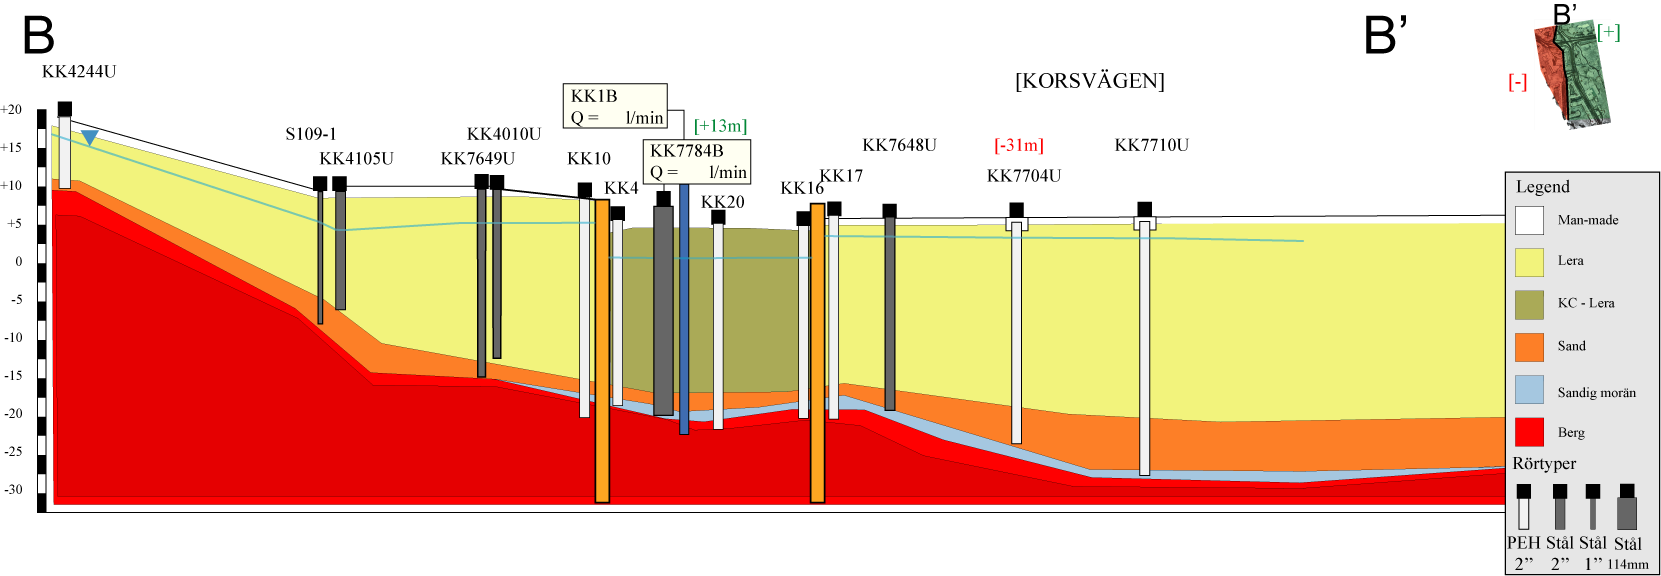 B
B’
B’
[+]
[-]
KK4244U
[KORSVÄGEN]
KK1B
Q = l/min
[+13m]
S109-1
KK4010U
KK4105U
KK7649U
KK10
KK7784B
Q = l/min
KK7648U
[-31m]
KK7710U
KK4
KK20
KK16
KK17
KK7704U
+20
+15
+10
+5
0
-5
-10
-15
-20
-25
-30
Legend
Man-made
Lera
KC - Lera
Sand
Sandig morän
Berg
Rörtyper
PEH Stål Stål Stål
2” 2” 1” 114mm